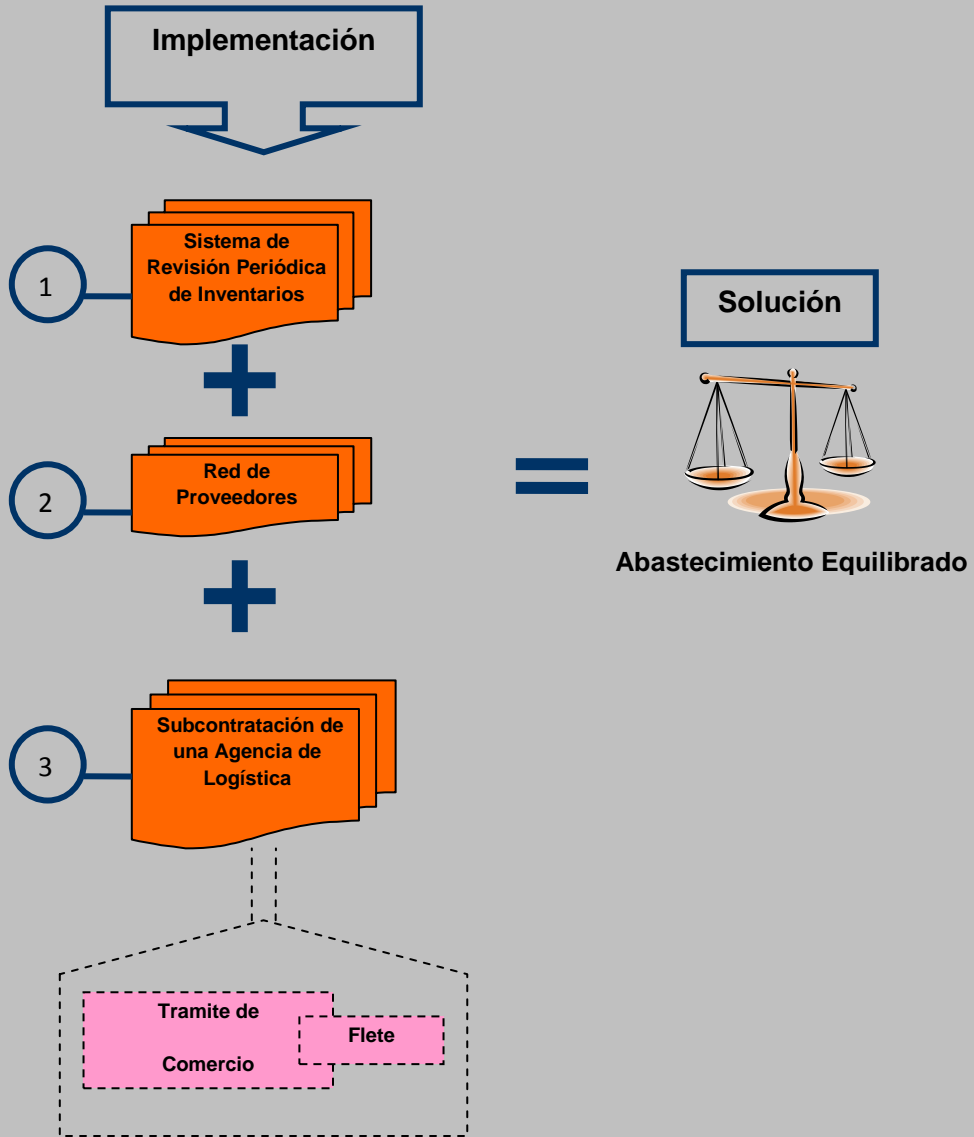 Implementación
1
Sistema de
Revisión Periódica
de Inventarios
2
Red de
Proveedores
3
Subcontratación de
una Agencia de
Logística
Tramite de
Comercio
Flete
Solución
Abastecimiento Equilibrado